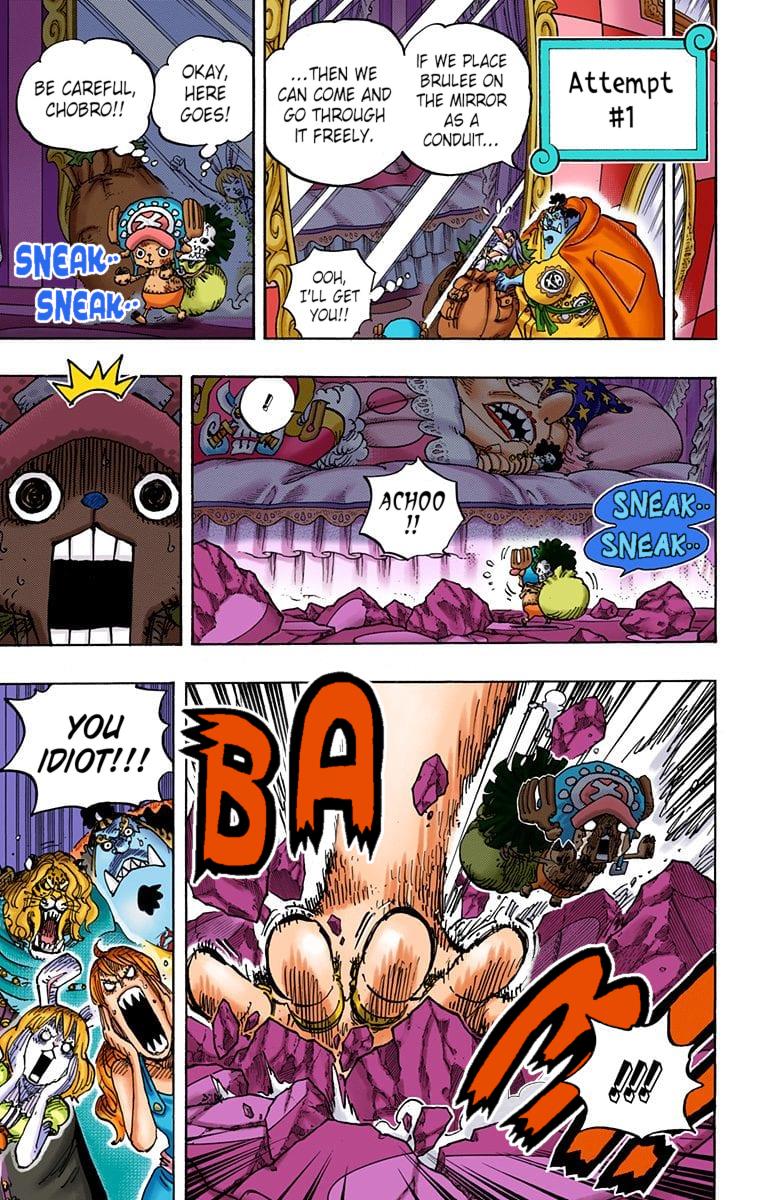 Attempt
#1
IF WE PLACE
BRULEE ON
THE MIRROR
AS A
CONDUIT...
...THEN WE
CAN COME AND
GO THROUGH
IT FREELY.
OOH,
I'LL GET
YOU!!
OKAY,
HERE
GOES!
BE CAREFUL,
CHOBRO!!
SNEAK..
SNEAK..
SNEAK..
SNEAK..
ACHOO
!!
!
BA
M!!
!!!
YOU
IDIOT!!!